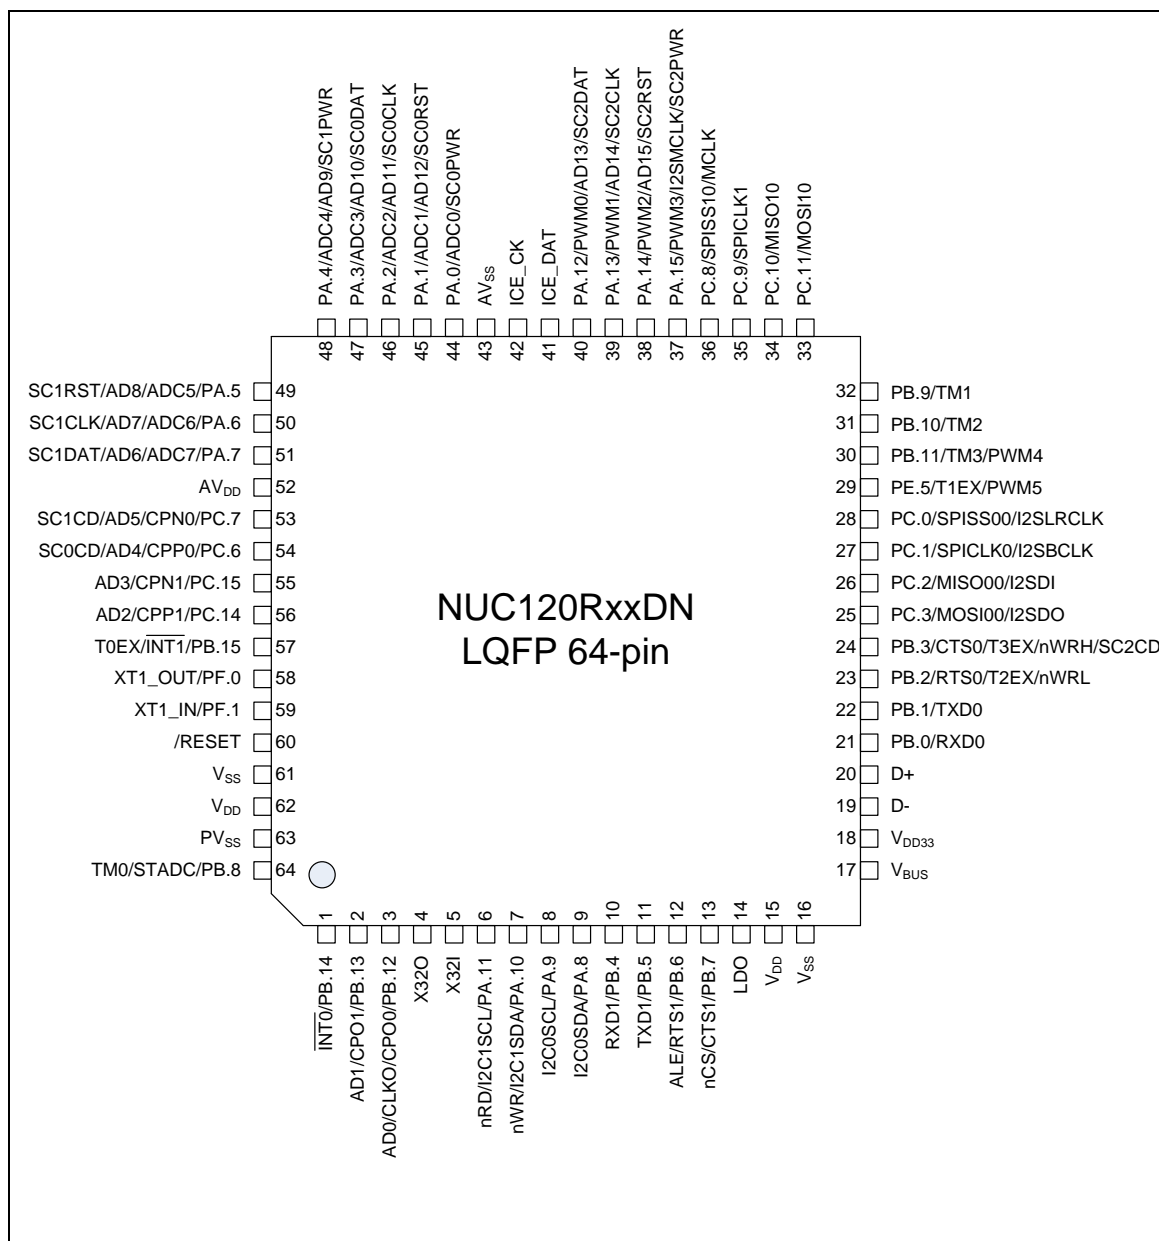 PA.4/ADC4/AD9/SC1PWR
PA.3/ADC3/AD10/SC0DAT
PA.2/ADC2/AD11/SC0CLK
PA.1/ADC1/AD12/SC0RST
PA.0/ADC0/SC0PWR
AVSS
ICE_CK
ICE_DAT
PA.12/PWM0/AD13/SC2DAT
PA.13/PWM1/AD14/SC2CLK
PA.14/PWM2/AD15/SC2RST
PA.15/PWM3/I2SMCLK/SC2PWR
PC.8/SPISS10/MCLK
PC.9/SPICLK1
PC.10/MISO10
PC.11/MOSI10
48
47
46
45
44
43
42
41
40
39
38
37
36
35
34
33
SC1RST/AD8/ADC5/PA.5 49
SC1CLK/AD7/ADC6/PA.6 50
SC1DAT/AD6/ADC7/PA.7 51
AVDD 52
SC1CD/AD5/CPN0/PC.7 53
SC0CD/AD4/CPP0/PC.6 54
AD3/CPN1/PC.15 55
AD2/CPP1/PC.14 56
T0EX/INT1/PB.15 57
XT1_OUT/PF.0 58
XT1_IN/PF.1 59
/RESET 60
VSS 61
VDD 62
PVSS 63
TM0/STADC/PB.8 64
NUC120RxxDN
LQFP 64-pin
32 PB.9/TM1
31 PB.10/TM2
30 PB.11/TM3/PWM4
29 PE.5/T1EX/PWM5
28 PC.0/SPISS00/I2SLRCLK
27 PC.1/SPICLK0/I2SBCLK
26 PC.2/MISO00/I2SDI
25 PC.3/MOSI00/I2SDO
24 PB.3/CTS0/T3EX/nWRH/SC2CD
23 PB.2/RTS0/T2EX/nWRL
22 PB.1/TXD0
21 PB.0/RXD0
20 D+
19 D-
18 VDD33
17 VBUS
1
2
3
4
5
6
7
8
9
10
11
12
13
14
15
16
INT0/PB.14
AD1/CPO1/PB.13
AD0/CLKO/CPO0/PB.12
X32O
X32I
nRD/I2C1SCL/PA.11
nWR/I2C1SDA/PA.10
I2C0SCL/PA.9
I2C0SDA/PA.8
RXD1/PB.4
TXD1/PB.5
ALE/RTS1/PB.6
nCS/CTS1/PB.7
LDO
VDD
VSS